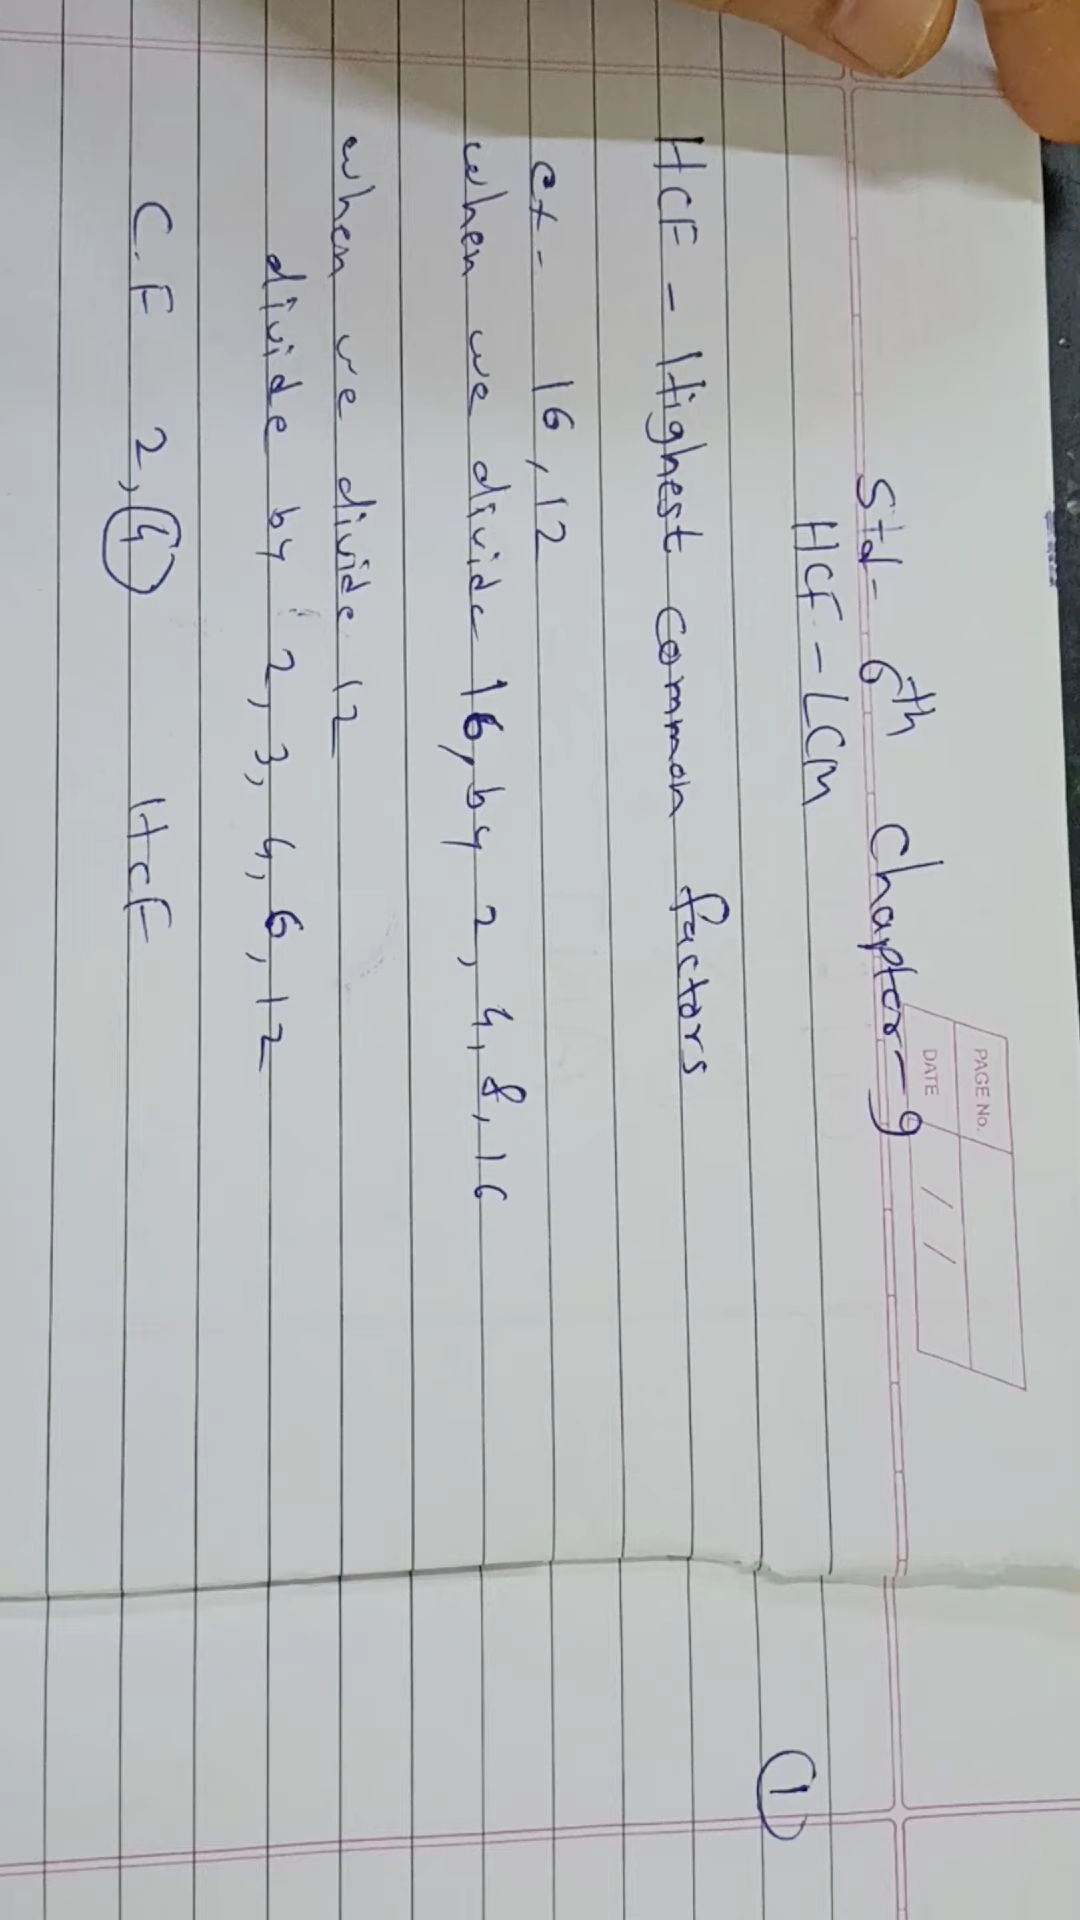 PAGE No.
DATE / /
Std- 6th Chapter-9
HCF-LCM
1
HCF - Highest common factors
ex- 16,12
when we divide 16, by 2, 4, 8, 16
when we divide 12
divide by 2, 3, 4, 6, 12
C.F 2, 4 HCF